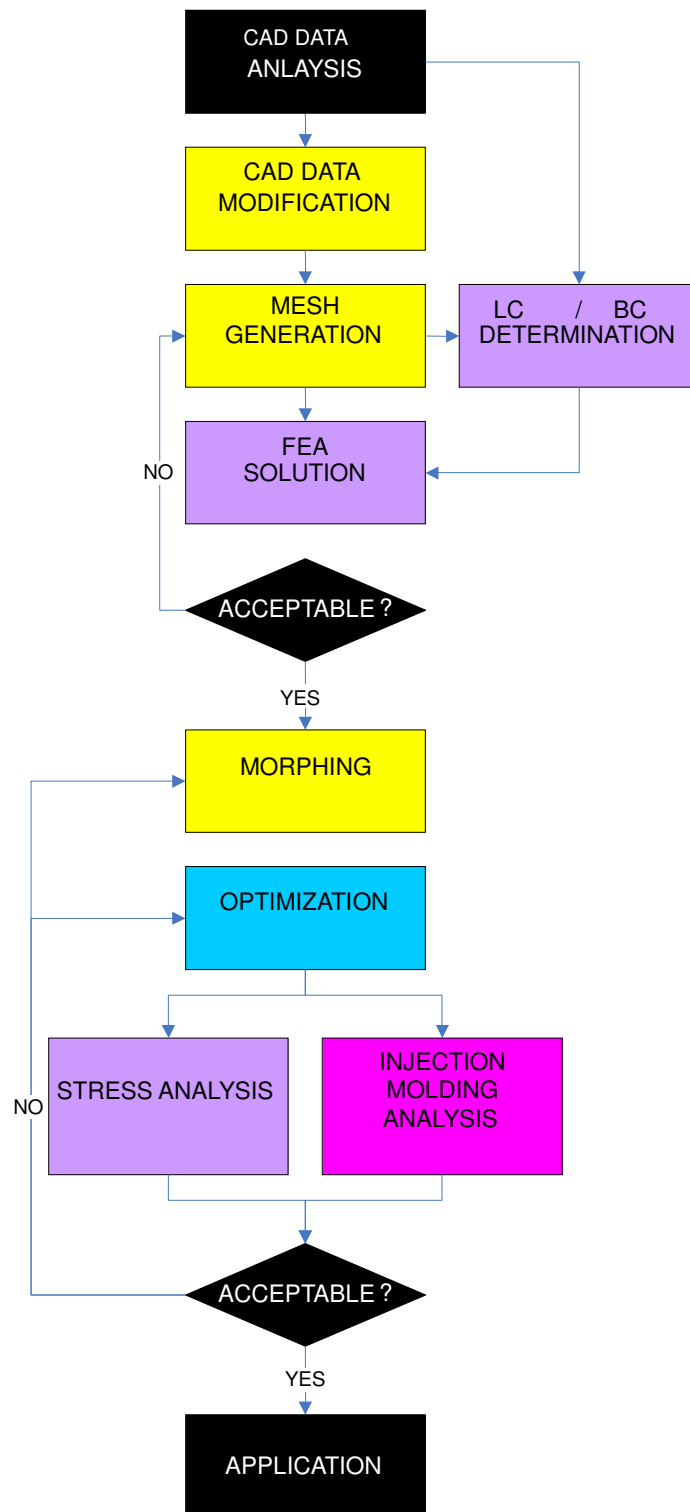 CAD DATA
ANLAYSIS
CAD DATA
MODIFICATION
MESH
GENERATION
LC / BC
DETERMINATION
FEA
SOLUTION
NO
ACCEPTABLE ?
YES
MORPHING
OPTIMIZATION
STRESS ANALYSIS
INJECTION
MOLDING
ANALYSIS
NO
ACCEPTABLE ?
YES
APPLICATION